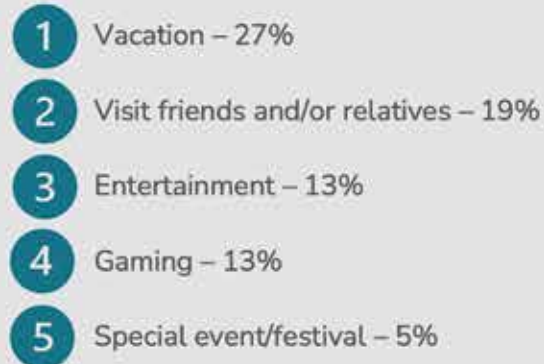 1 Vacation – 27%
2 Visit friends and/or relatives – 19%
3 Entertainment – 13%
4 Gaming – 13%
5 Special event/festival – 5%